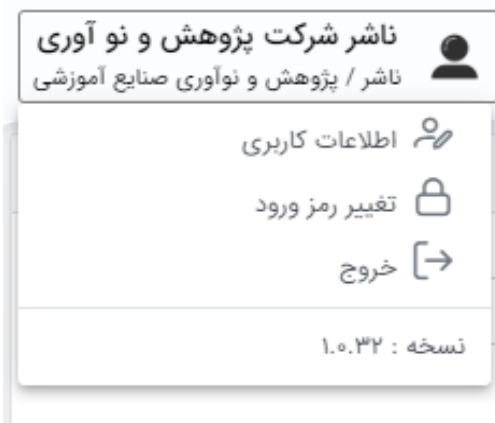 ناشر شرکت پژوهش و نو آوری
ناشر / پژوهش و نوآوری صنایع آموزشی
اطلاعات کاربری
تغییر رمز ورود
خروج
نسخه : ۱.۰.۳۲